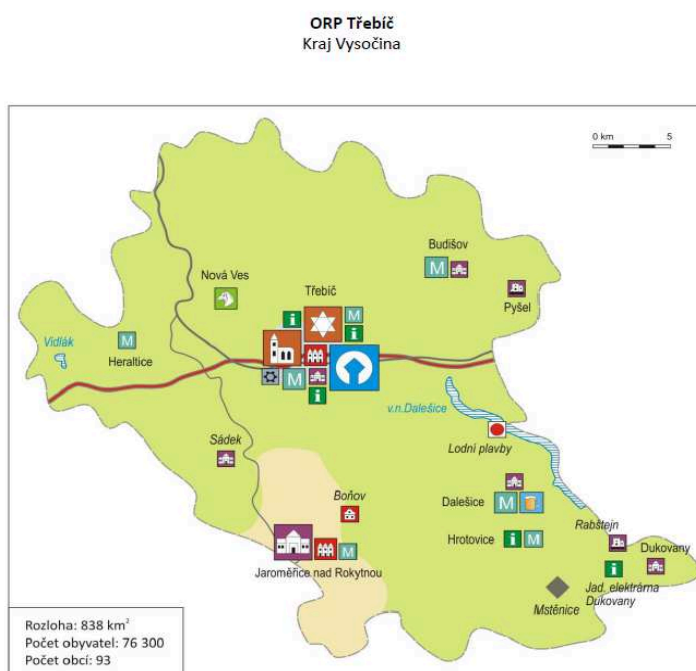 ORP Třebíč
Kraj Vysočina
0 km 5
Budišov
M
Nová Ves
Třebíč
Pyšel
i
M
M
i
Vidlák
Heraltice
M
i
v.n.Dalešice
Lodní plavby
Sádek
Boňov
Dalešice
M
Rabštejn
Hrotovice
i M
Dukovany
M
Jaroměřice nad Rokytnou
i
Jad. elektrárna
Dukovany
Mstěnice
Rozloha: 838 km²
Počet obyvatel: 76 300
Počet obcí: 93